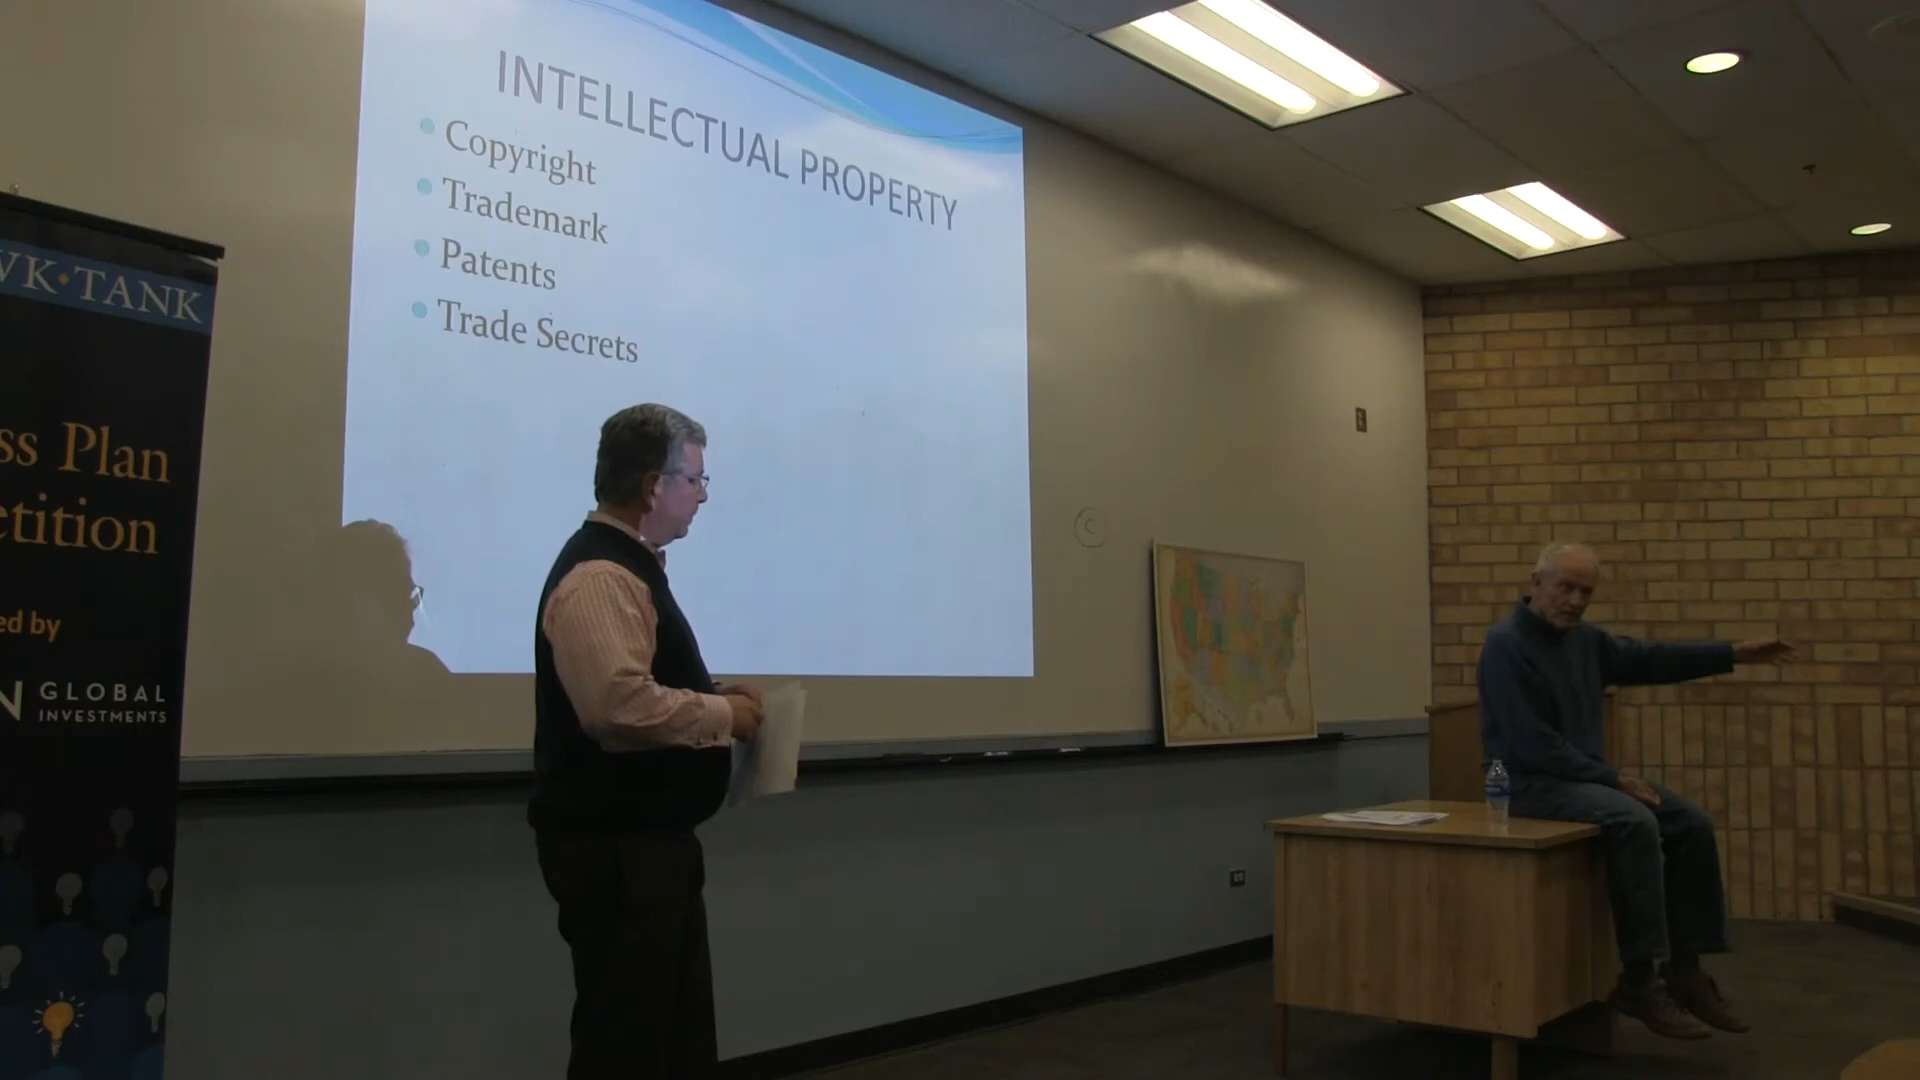 INTELLECTUAL PROPERTY
Copyright
Trademark
Patents
Trade Secrets
WK·TANK
ss Plan
etition
ed by
N GLOBAL
INVESTMENTS
C